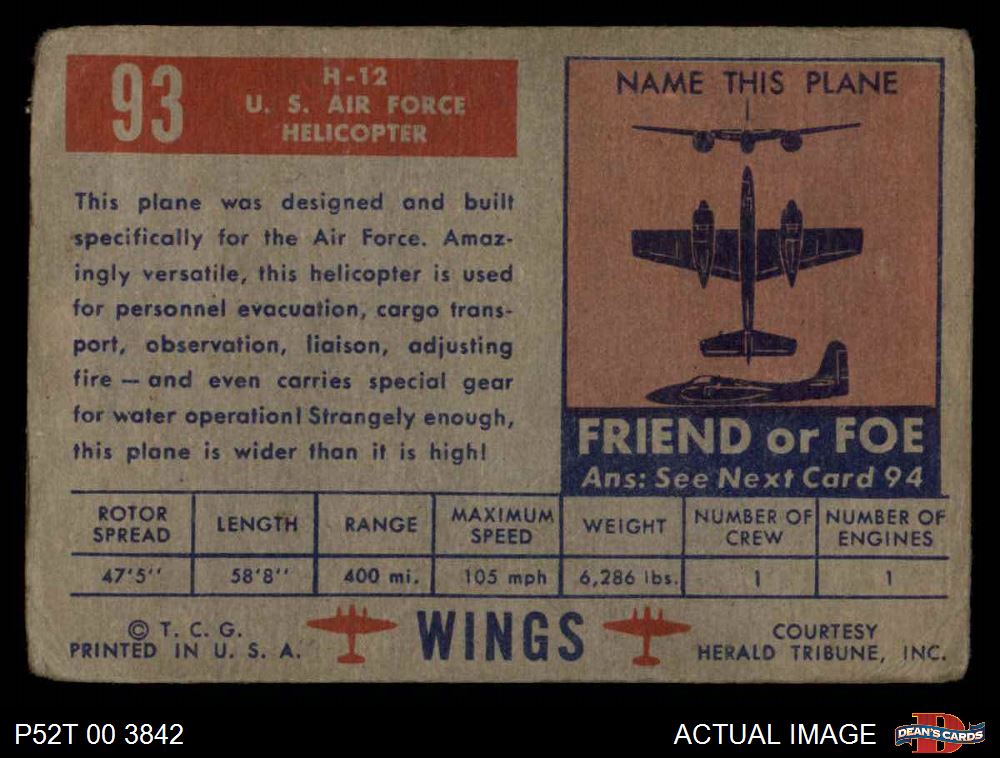 93
H-12
U. S. AIR FORCE
HELICOPTER
This plane was designed and built
specifically for the Air Force. Amaz-
ingly versatile, this helicopter is used
for personnel evacuation, cargo trans-
port, observation, liaison, adjusting
fire — and even carries special gear
for water operation! Strangely enough,
this plane is wider than it is high!
NAME THIS PLANE
FRIEND or FOE
Ans: See Next Card 94
ROTOR SPREAD LENGTH RANGE MAXIMUM SPEED WEIGHT NUMBER OF CREW NUMBER OF ENGINES
47'5'' 58'8'' 400 mi. 105 mph 6,286 lbs. 1 1
© T. C. G.
PRINTED IN U. S. A.
WINGS
COURTESY
HERALD TRIBUNE, INC.
P52T 00 3842
ACTUAL IMAGE
D
DEAN'S CARDS